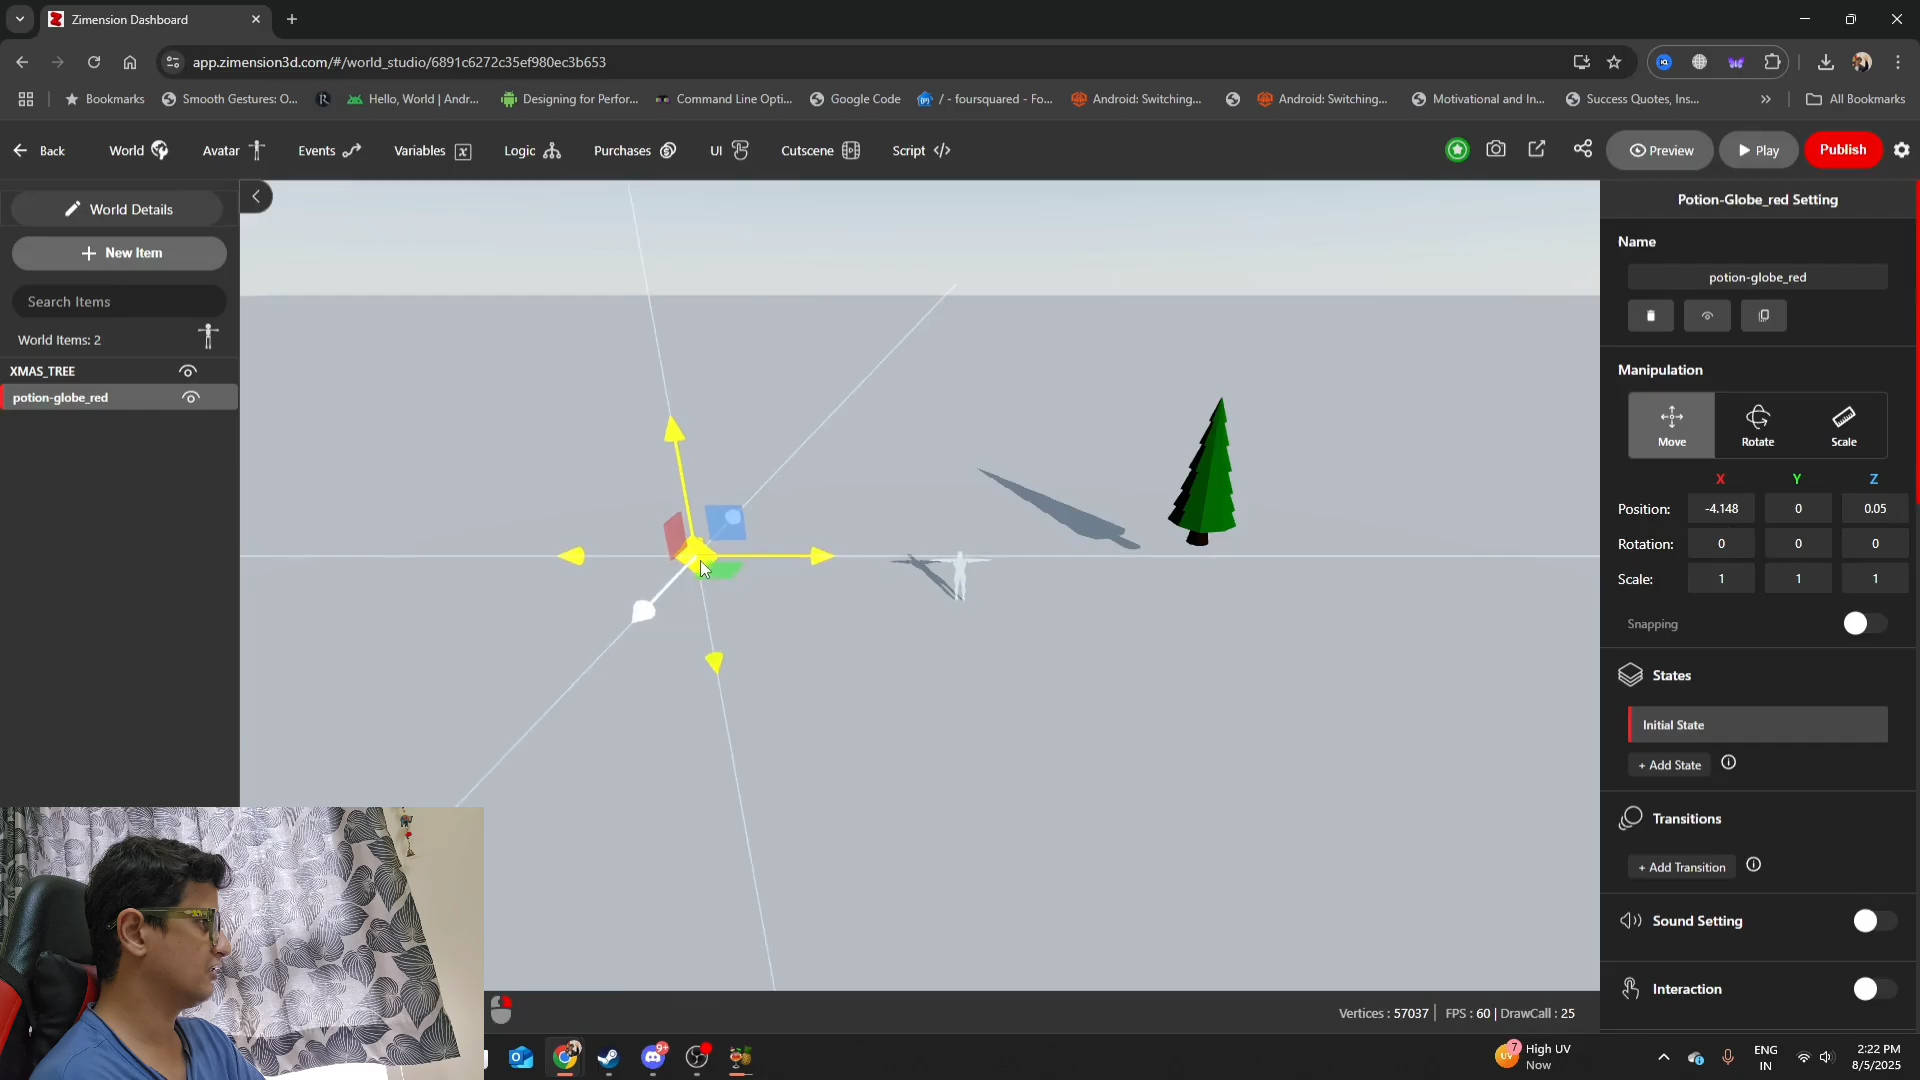 Zimension Dashboard
app.zimension3d.com/#/world_studio/6891c6272c35ef980ec3b653
Bookmarks
Smooth Gestures: O...
Hello, World | Andr...
Designing for Perfor...
Command Line Opti...
Google Code
/ - foursquared - Fo...
Android: Switching...
Android: Switching...
Motivational and In...
Success Quotes, Ins...
All Bookmarks
Back
World
Avatar
Events
Variables
Logic
Purchases
UI
Cutscene
Script
Preview
Play
Publish
World Details
New Item
Search Items
World Items: 2
XMAS_TREE
potion-globe_red
Potion-Globe_red Setting
Name
potion-globe_red
Manipulation
Move
Rotate
Scale
X Y Z
Position: -4.148 0 0.05
Rotation: 0 0 0
Scale: 1 1 1
Snapping
States
Initial State
+ Add State
Transitions
+ Add Transition
Sound Setting
Interaction
Vertices : 57037 | FPS : 60 | DrawCall : 25
9+
7
High UV
Now
ENG
IN
2:22 PM
8/5/2025